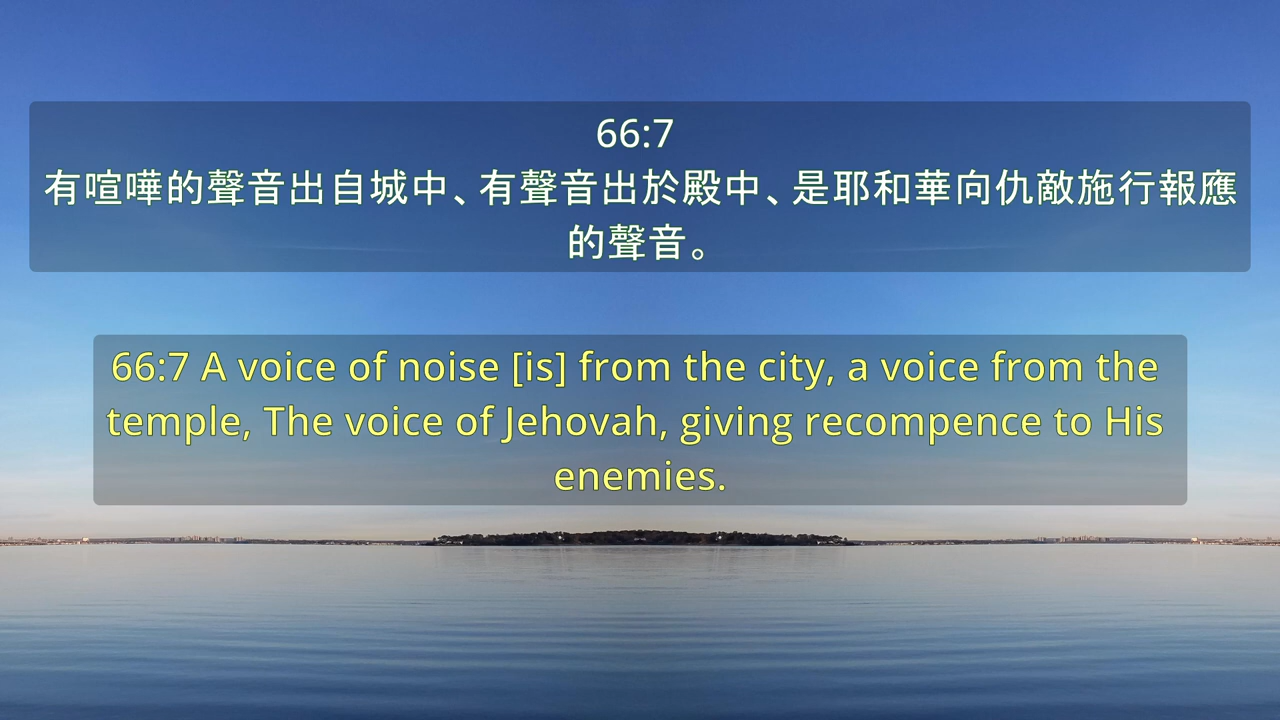 66:7
有喧嘩的聲音出自城中、有聲音出於殿中、是耶和華向仇敵施行報應
的聲音。
66:7 A voice of noise [is] from the city, a voice from the
temple, The voice of Jehovah, giving recompence to His
enemies.